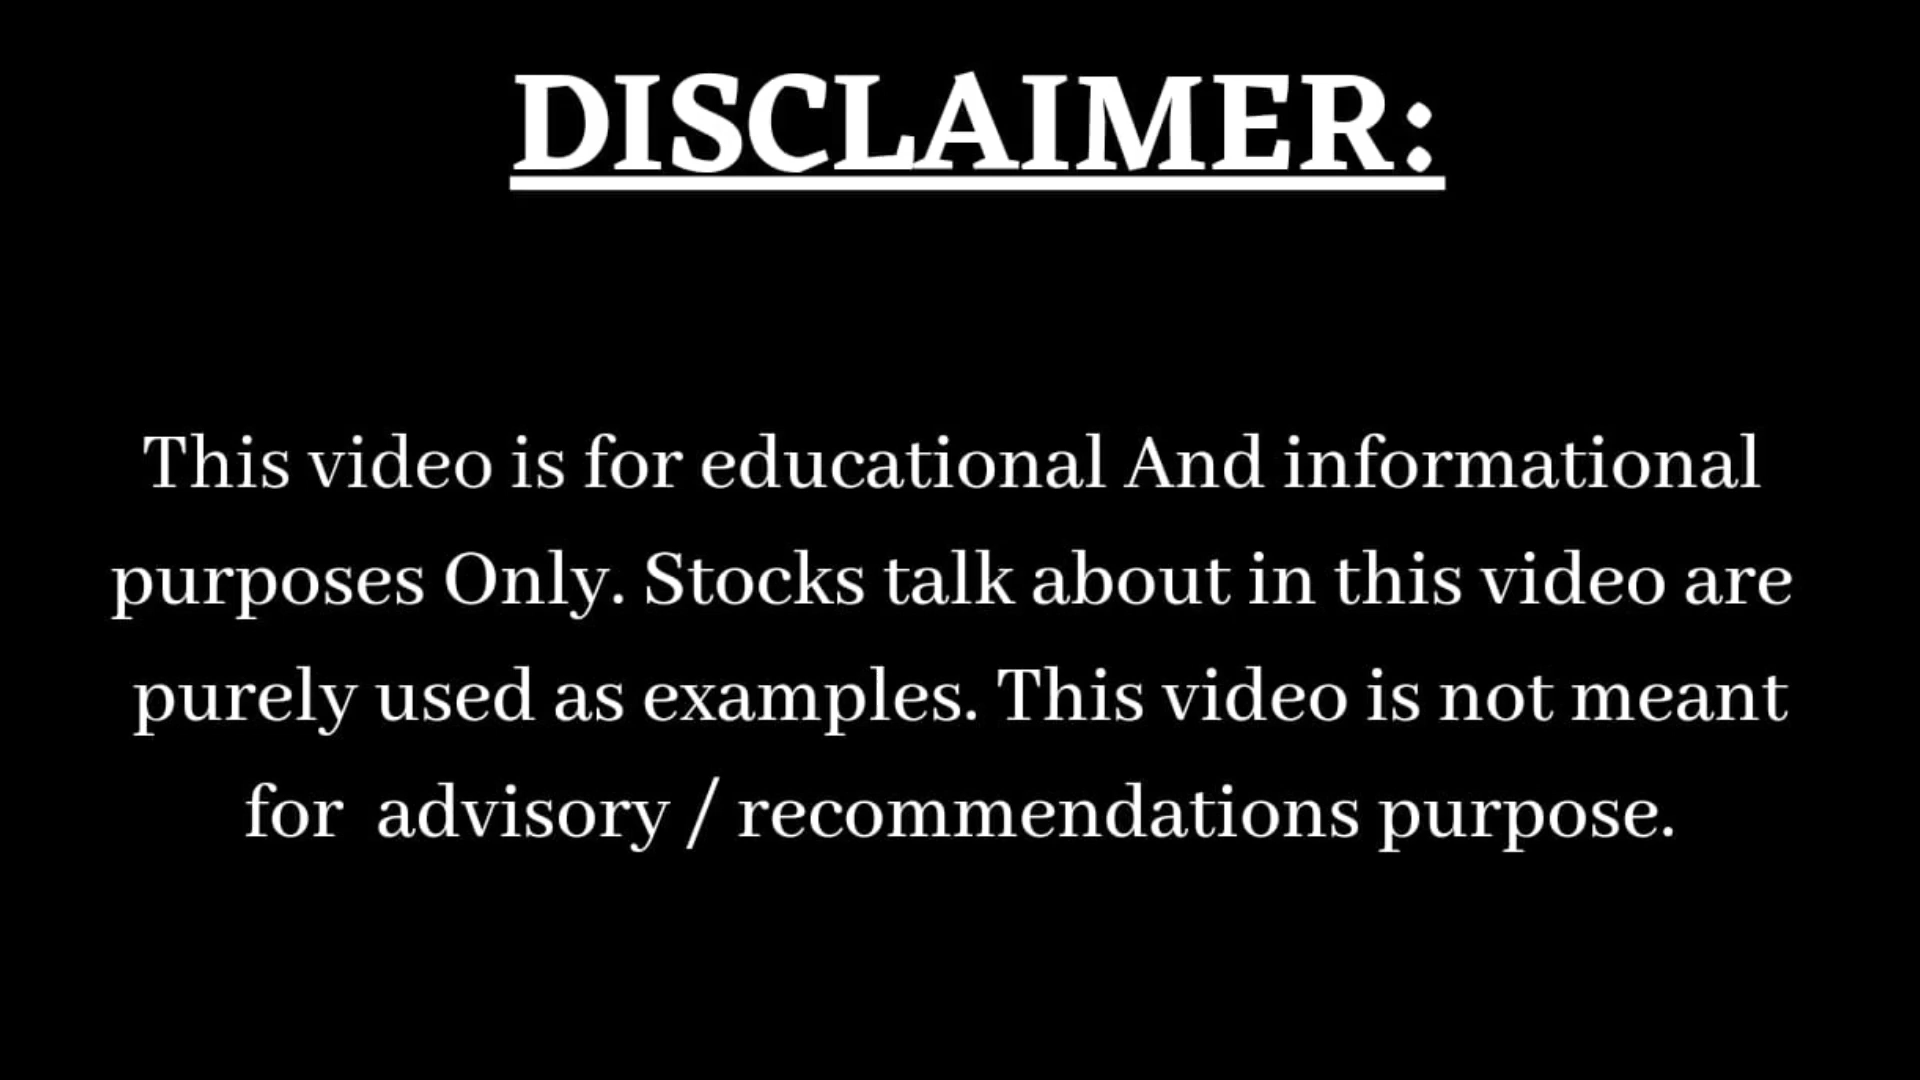 DISCLAIMER:
This video is for educational And informational
purposes Only. Stocks talk about in this video are
purely used as examples. This video is not meant
for advisory / recommendations purpose.